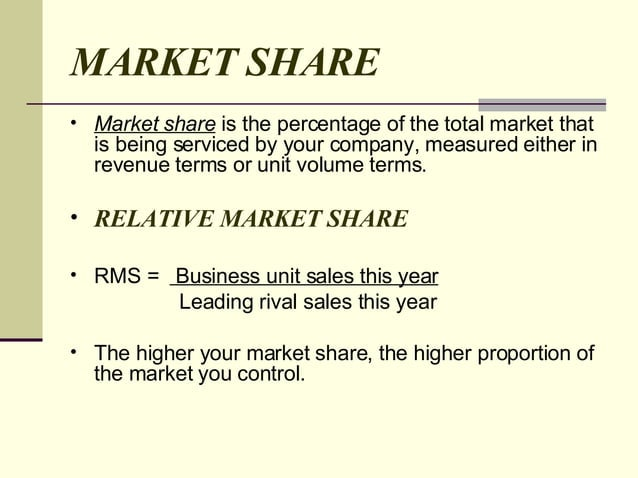 MARKET SHARE
• Market share is the percentage of the total market that
is being serviced by your company, measured either in
revenue terms or unit volume terms.
• RELATIVE MARKET SHARE
• RMS = Business unit sales this year
Leading rival sales this year
• The higher your market share, the higher proportion of
the market you control.